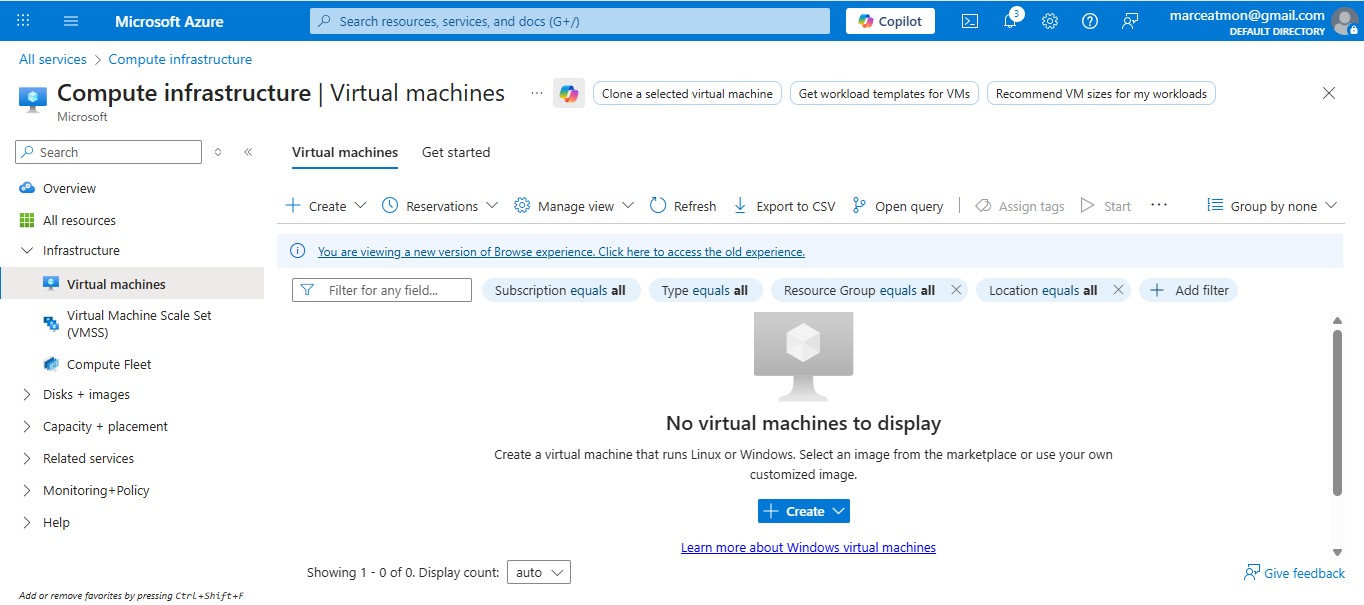 Microsoft Azure
Search resources, services, and docs (G+/)
Copilot
3
marceatmon@gmail.com
DEFAULT DIRECTORY
All services > Compute infrastructure
Compute infrastructure | Virtual machines
...
Clone a selected virtual machine
Get workload templates for VMs
Recommend VM sizes for my workloads
Microsoft
Search
Overview
All resources
Infrastructure
Virtual machines
Virtual Machine Scale Set
(VMSS)
Compute Fleet
Disks + images
Capacity + placement
Related services
Monitoring+Policy
Help
Add or remove favorites by pressing Ctrl+Shift+F
Virtual machines
Get started
Create
Reservations
Manage view
Refresh
Export to CSV
Open query
Assign tags
Start
...
Group by none
You are viewing a new version of Browse experience. Click here to access the old experience.
Filter for any field...
Subscription equals all
Type equals all
Resource Group equals all
Location equals all
Add filter
No virtual machines to display
Create a virtual machine that runs Linux or Windows. Select an image from the marketplace or use your own
customized image.
Create
Learn more about Windows virtual machines
Showing 1 - 0 of 0. Display count:
auto
Give feedback